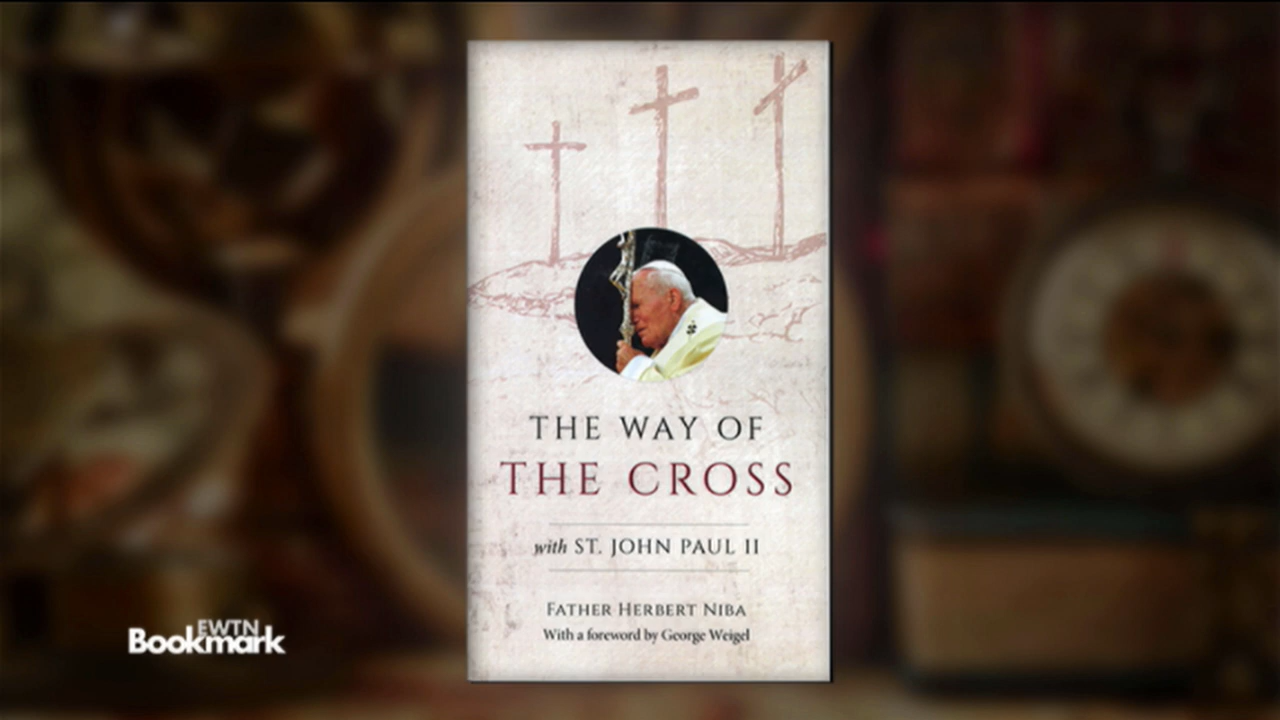 THE WAY OF
THE CROSS
with ST. JOHN PAUL II
FATHER HERBERT NIBA
With a foreword by George Weigel
EWTN
Bookmark